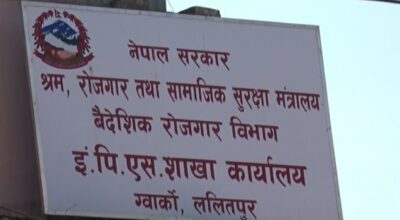 नेपाल सरकार
श्रम, रोजगार तथा सामाजिक सुरक्षा मन्त्रालय
बैदेशिक रोजगार विभाग
इ.पि.एस.शाखा कार्यालय
ग्वार्को, ललितपुर